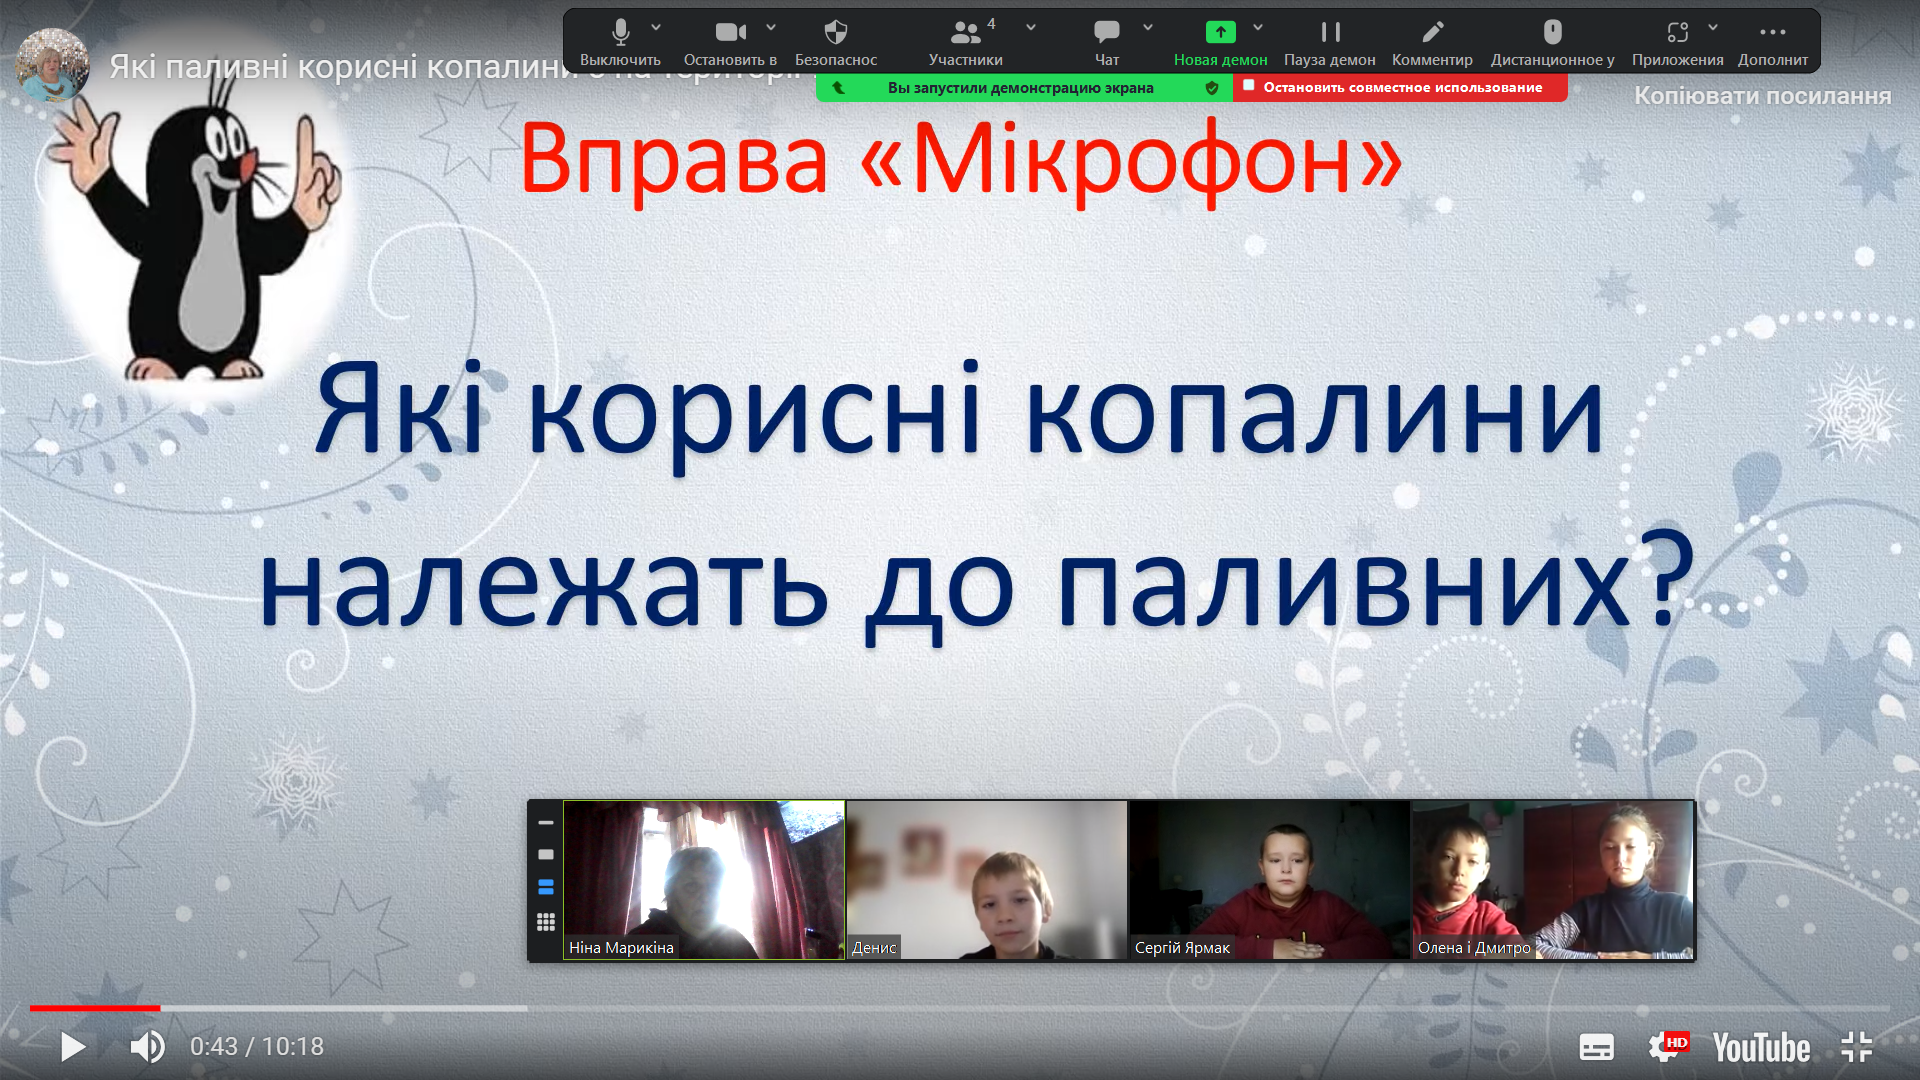 Выключить
Остановить в
Безопаснос
4
Участники
Чат
Новая демон
Пауза демон
Комментир
Дистанционное у
Приложения
Дополнит
Які паливні корисні копалини
Вы запустили демонстрацию экрана
Остановить совместное использование
Копіювати посилання
Вправа «Мікрофон»
Які корисні копалини
належать до паливних?
Ніна Марикіна
Денис
Сергій Ярмак
Олена і Дмитро
0:43 / 10:18
HD
YouTube